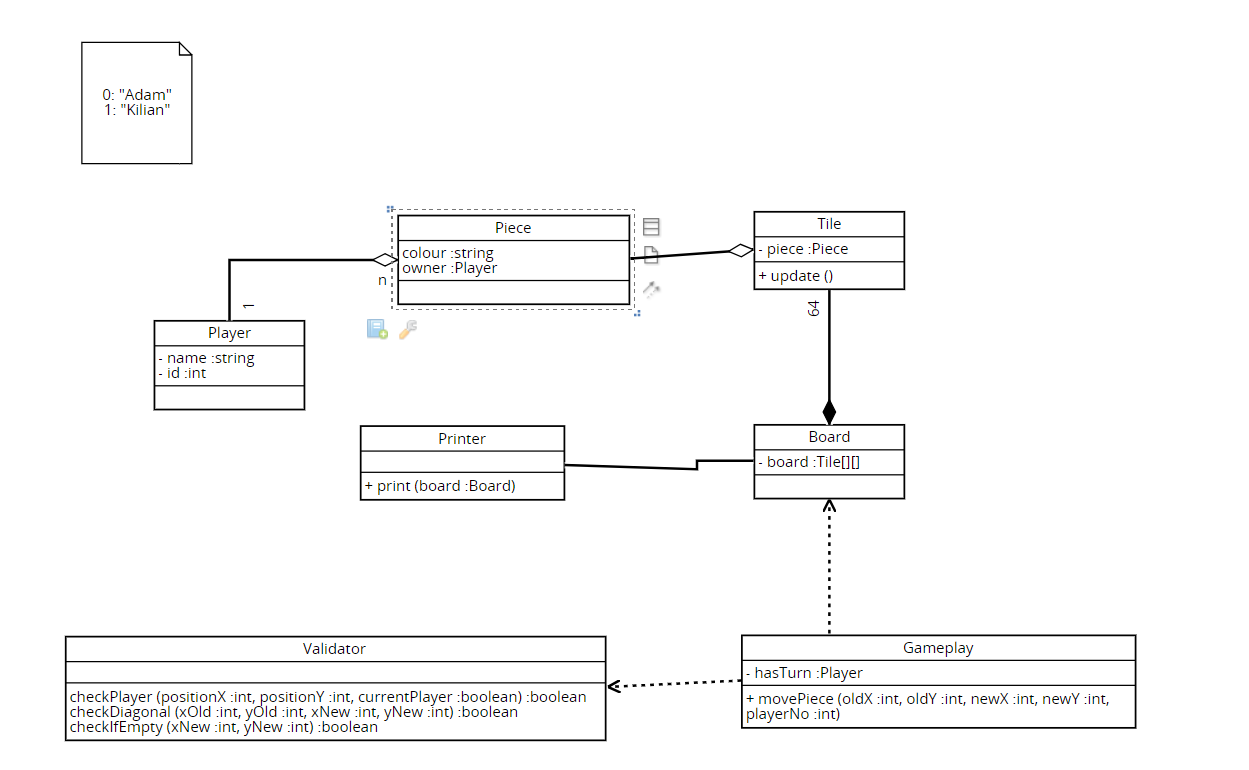 0: "Adam"
1: "Kilian"
Piece
colour :string
owner :Player
Tile
- piece :Piece
+ update ()
n
1
64
Player
- name :string
- id :int
Printer
+ print (board :Board)
Board
- board :Tile[][]
Validator
checkPlayer (positionX :int, positionY :int, currentPlayer :boolean) :boolean
checkDiagonal (xOld :int, yOld :int, xNew :int, yNew :int) :boolean
checkIfEmpty (xNew :int, yNew :int) :boolean
Gameplay
- hasTurn :Player
+ movePiece (oldX :int, oldY :int, newX :int, newY :int,
playerNo :int)